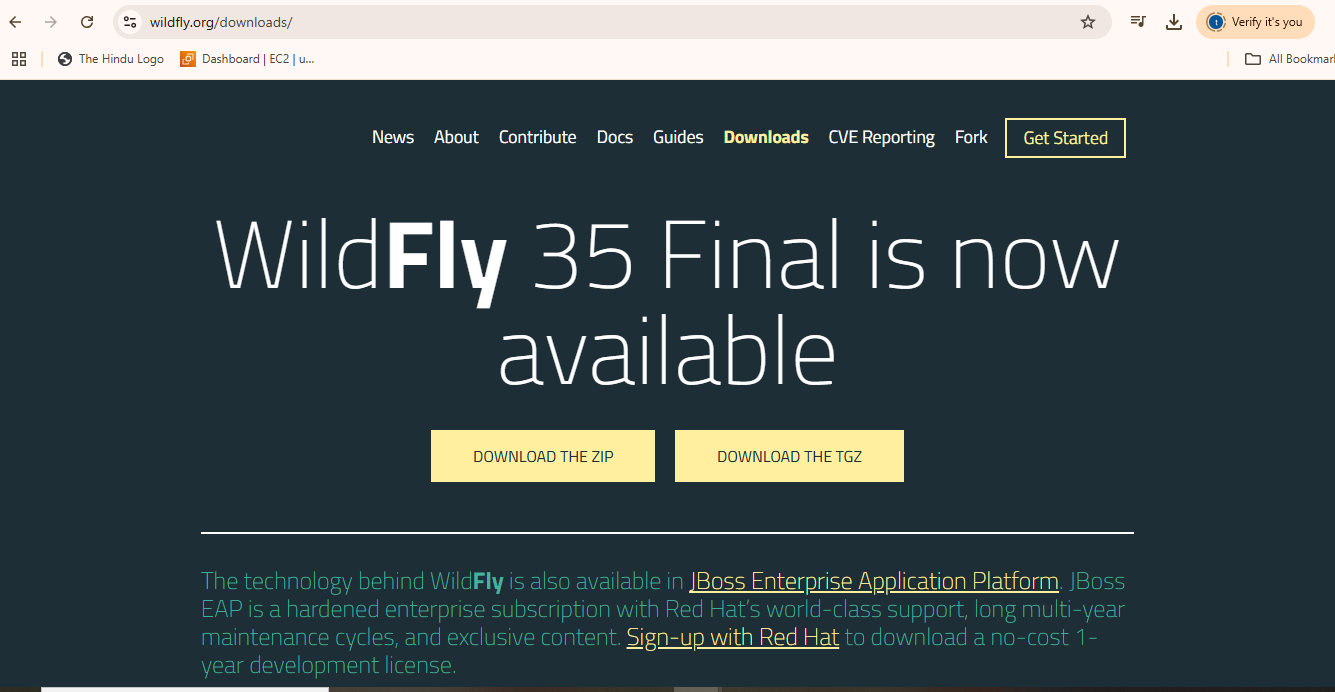 wildfly.org/downloads/
Verify it's you
The Hindu Logo
Dashboard | EC2 | u...
All Bookmar
News About Contribute Docs Guides Downloads CVE Reporting Fork Get Started
WildFly 35 Final is now
available
DOWNLOAD THE ZIP DOWNLOAD THE TGZ
The technology behind WildFly is also available in JBoss Enterprise Application Platform. JBoss
EAP is a hardened enterprise subscription with Red Hat's world-class support, long multi-year
maintenance cycles, and exclusive content. Sign-up with Red Hat to download a no-cost 1-
year development license.